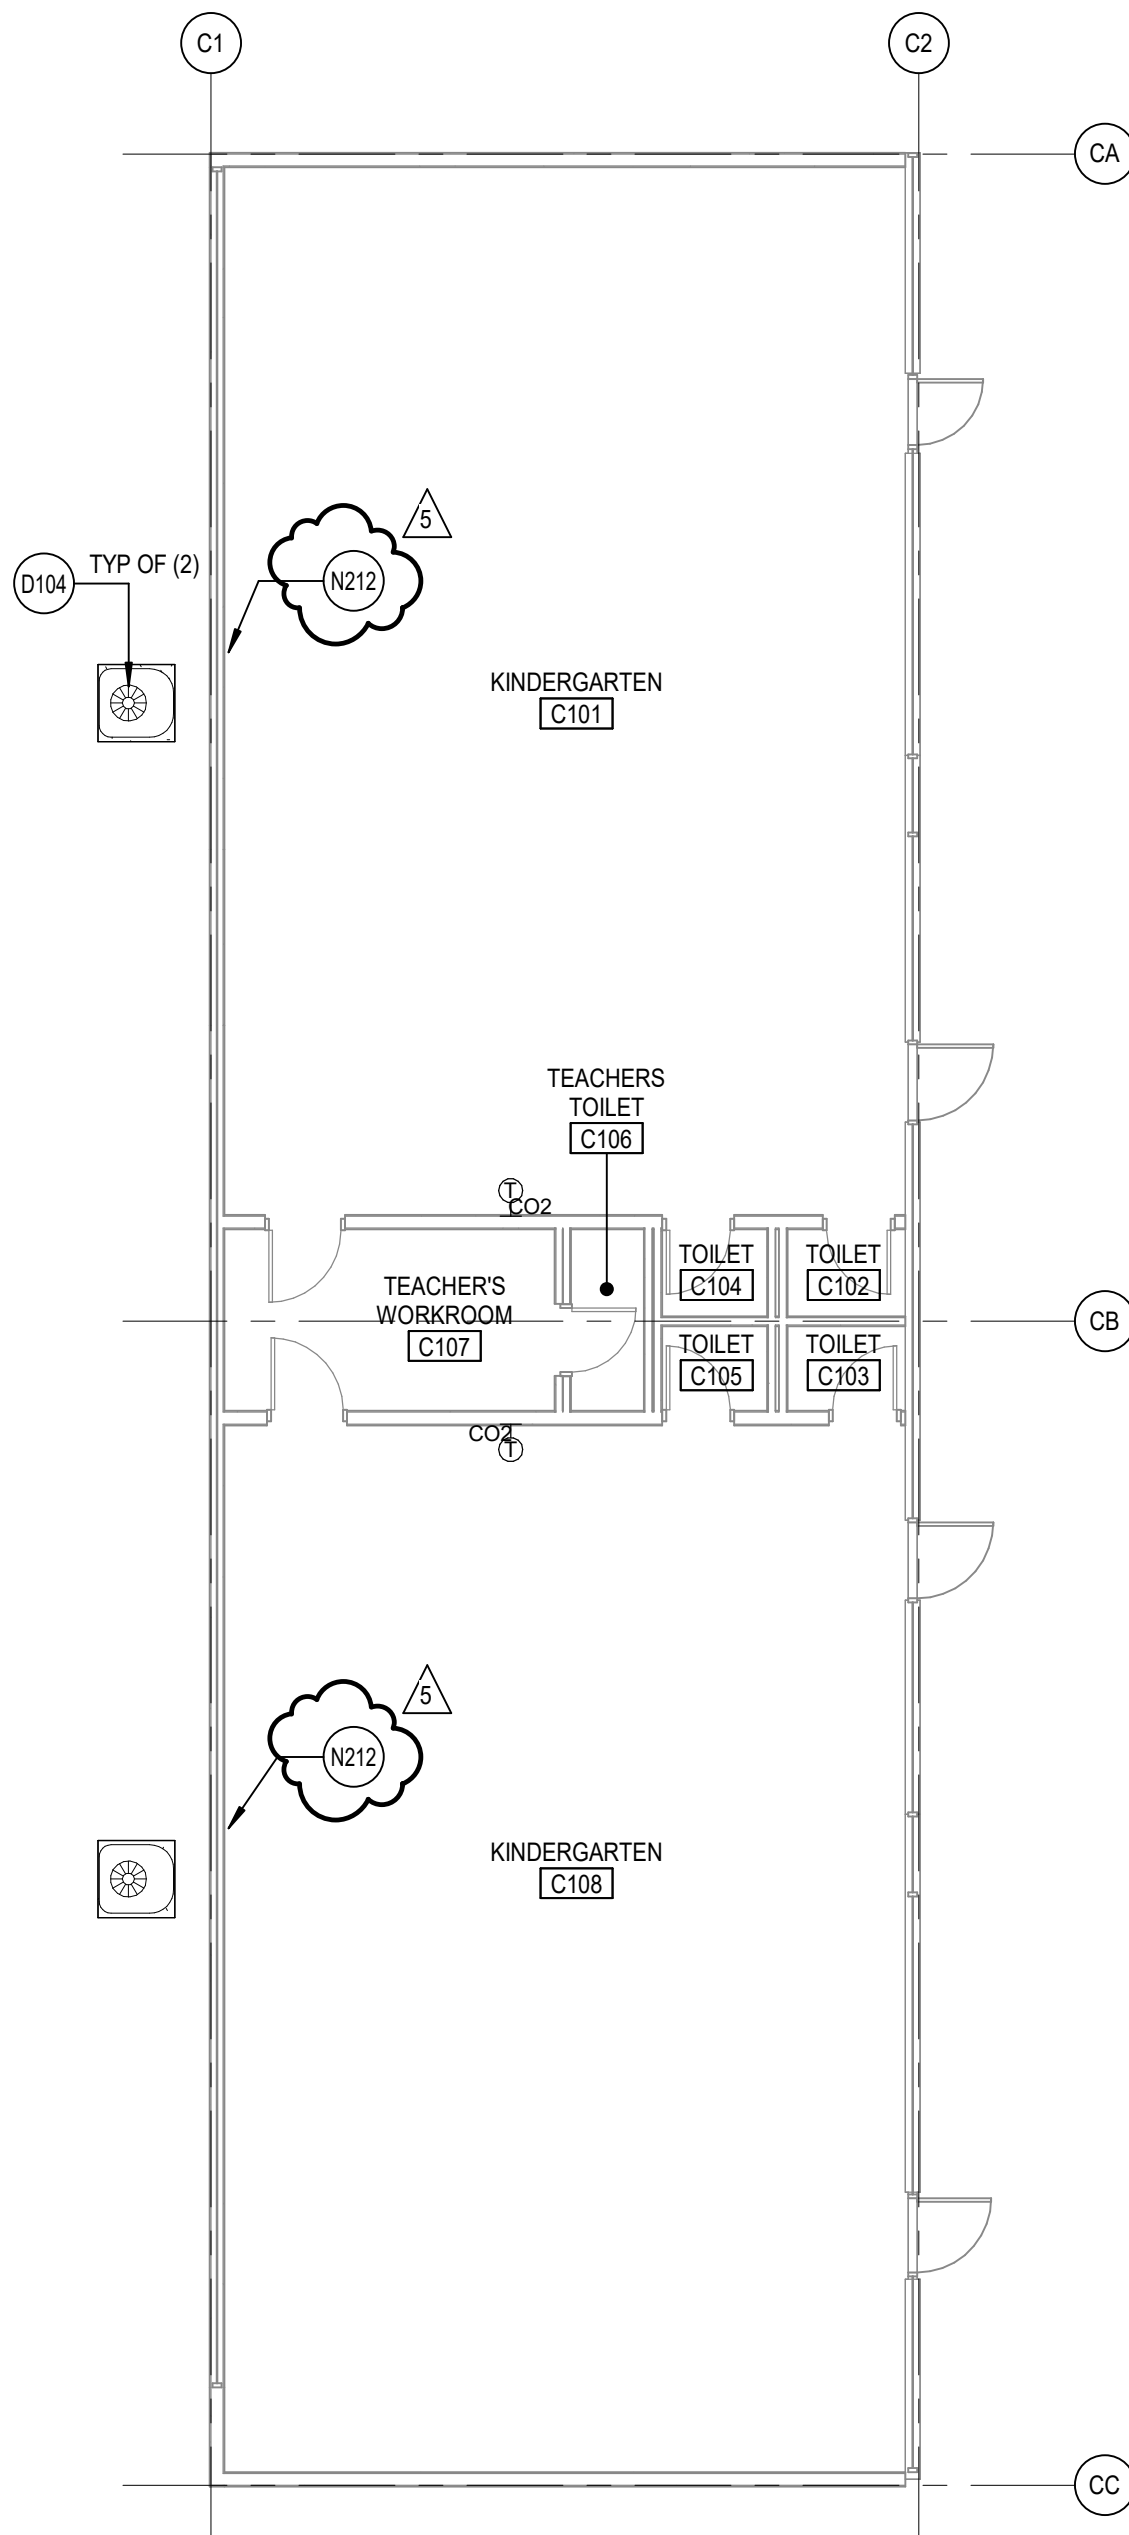 C1
C2
CA
5
TYP OF (2)
D104
N212
KINDERGARTEN
C101
TEACHERS
TOILET
C106
T
CO2
TOILET
C104
TOILET
C102
TEACHER'S
WORKROOM
C107
CB
TOILET
C105
TOILET
C103
CO2
T
5
N212
KINDERGARTEN
C108
CC